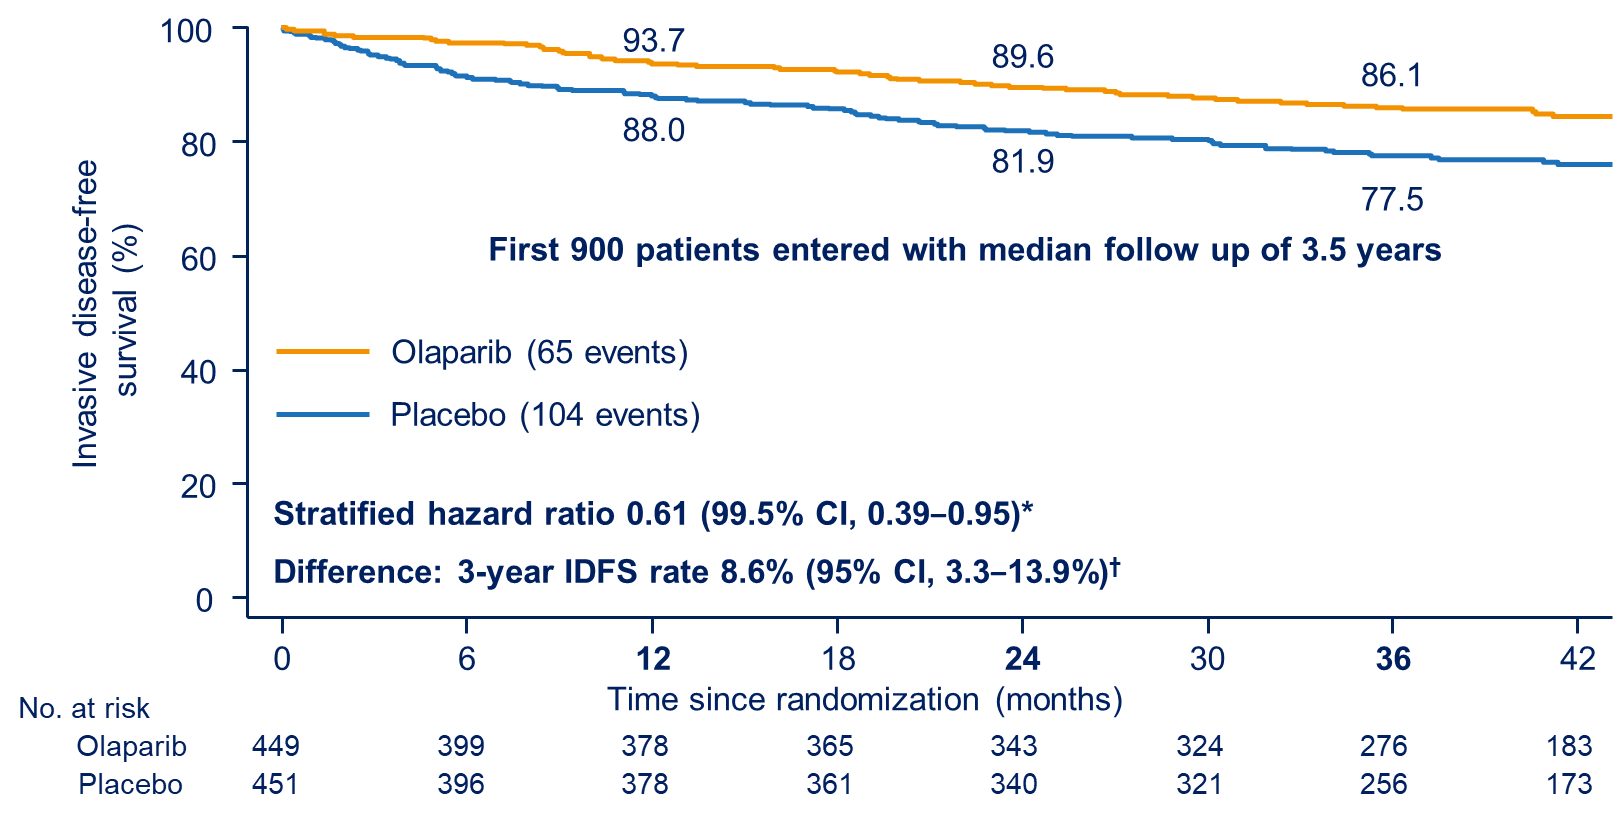 100
93.7
89.6
86.1
88.0
81.9
77.5
80
60
40
20
0
Invasive disease-free
survival (%)
First 900 patients entered with median follow up of 3.5 years
Olaparib (65 events)
Placebo (104 events)
Stratified hazard ratio 0.61 (99.5% CI, 0.39–0.95)*
Difference: 3-year IDFS rate 8.6% (95% CI, 3.3–13.9%)†
0 6 12 18 24 30 36 42
Time since randomization (months)
No. at risk
Olaparib 449 399 378 365 343 324 276 183
Placebo 451 396 378 361 340 321 256 173